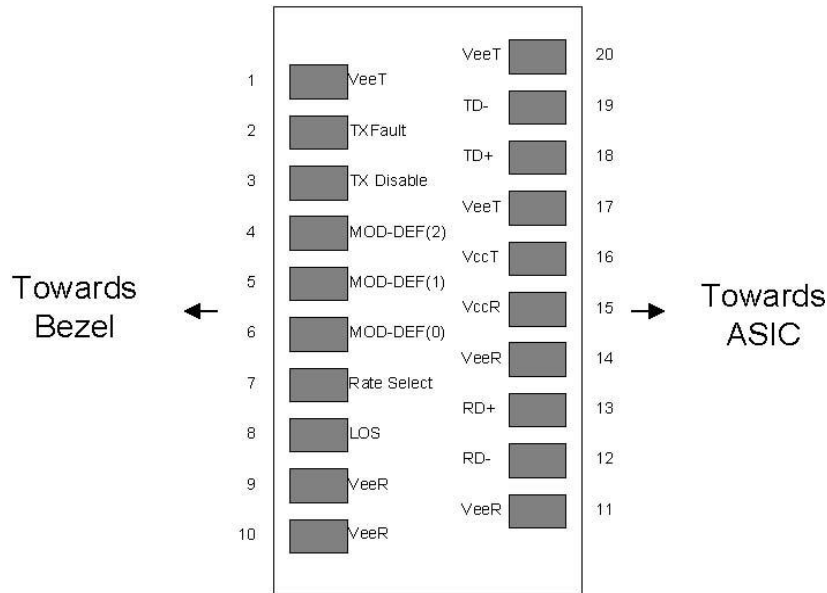 VeeT 20
1 VeeT
TD- 19
2 TXFault
TD+ 18
3 TX Disable
VeeT 17
4 MOD-DEF(2)
VccT 16
5 MOD-DEF(1)
VccR 15
6 MOD-DEF(0)
VeeR 14
7 Rate Select
RD+ 13
8 LOS
RD- 12
9 VeeR
VeeR 11
10 VeeR
Towards
Bezel
Towards
ASIC